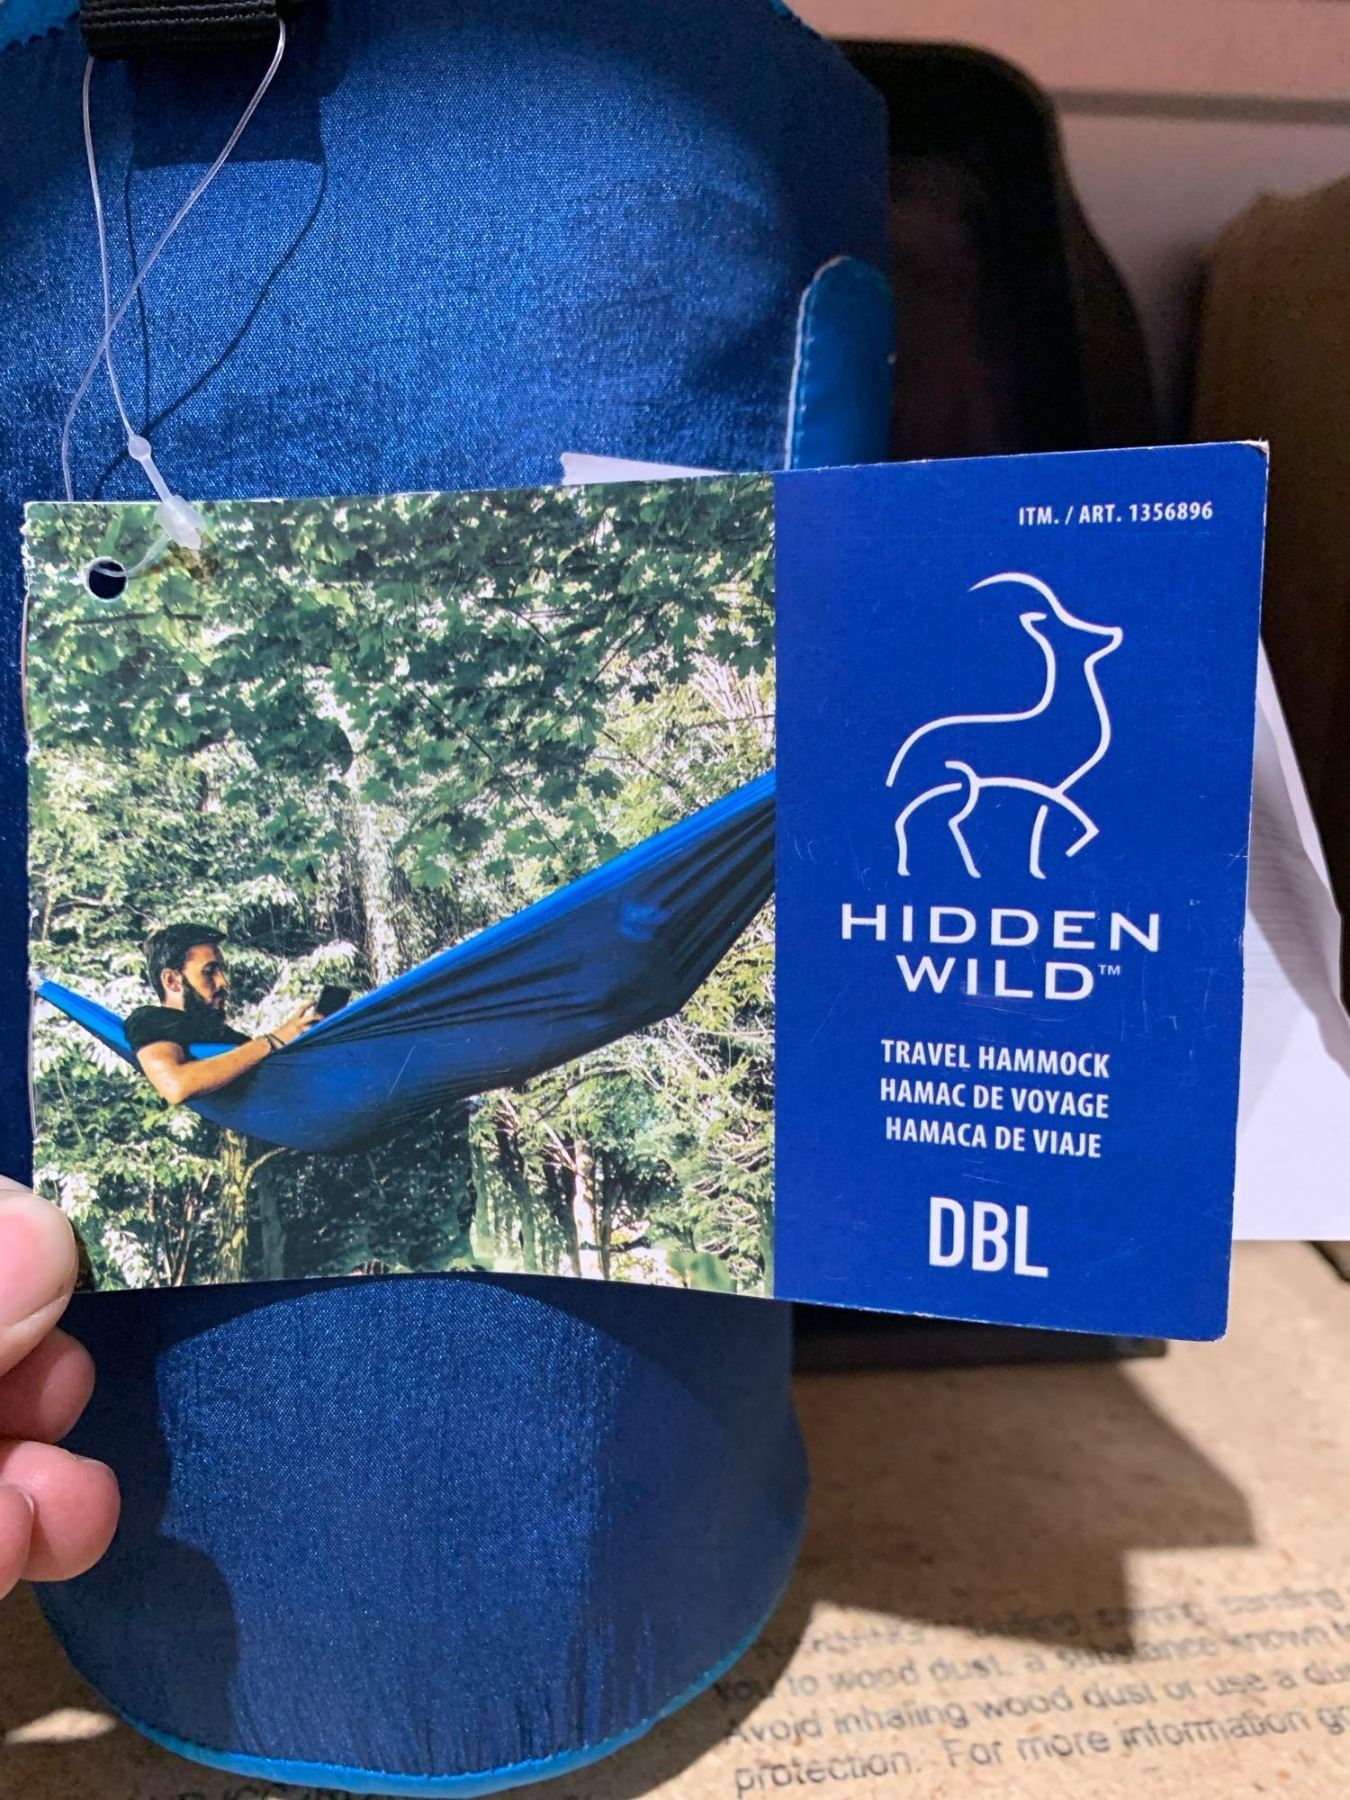 ITM. / ART. 1356896
HIDDEN
WILD™
TRAVEL HAMMOCK
HAMAC DE VOYAGE
HAMACA DE VIAJE
DBL
sanding
you to wood dust, a substance known
Avoid inhaling wood dust or use a
protection. For more information